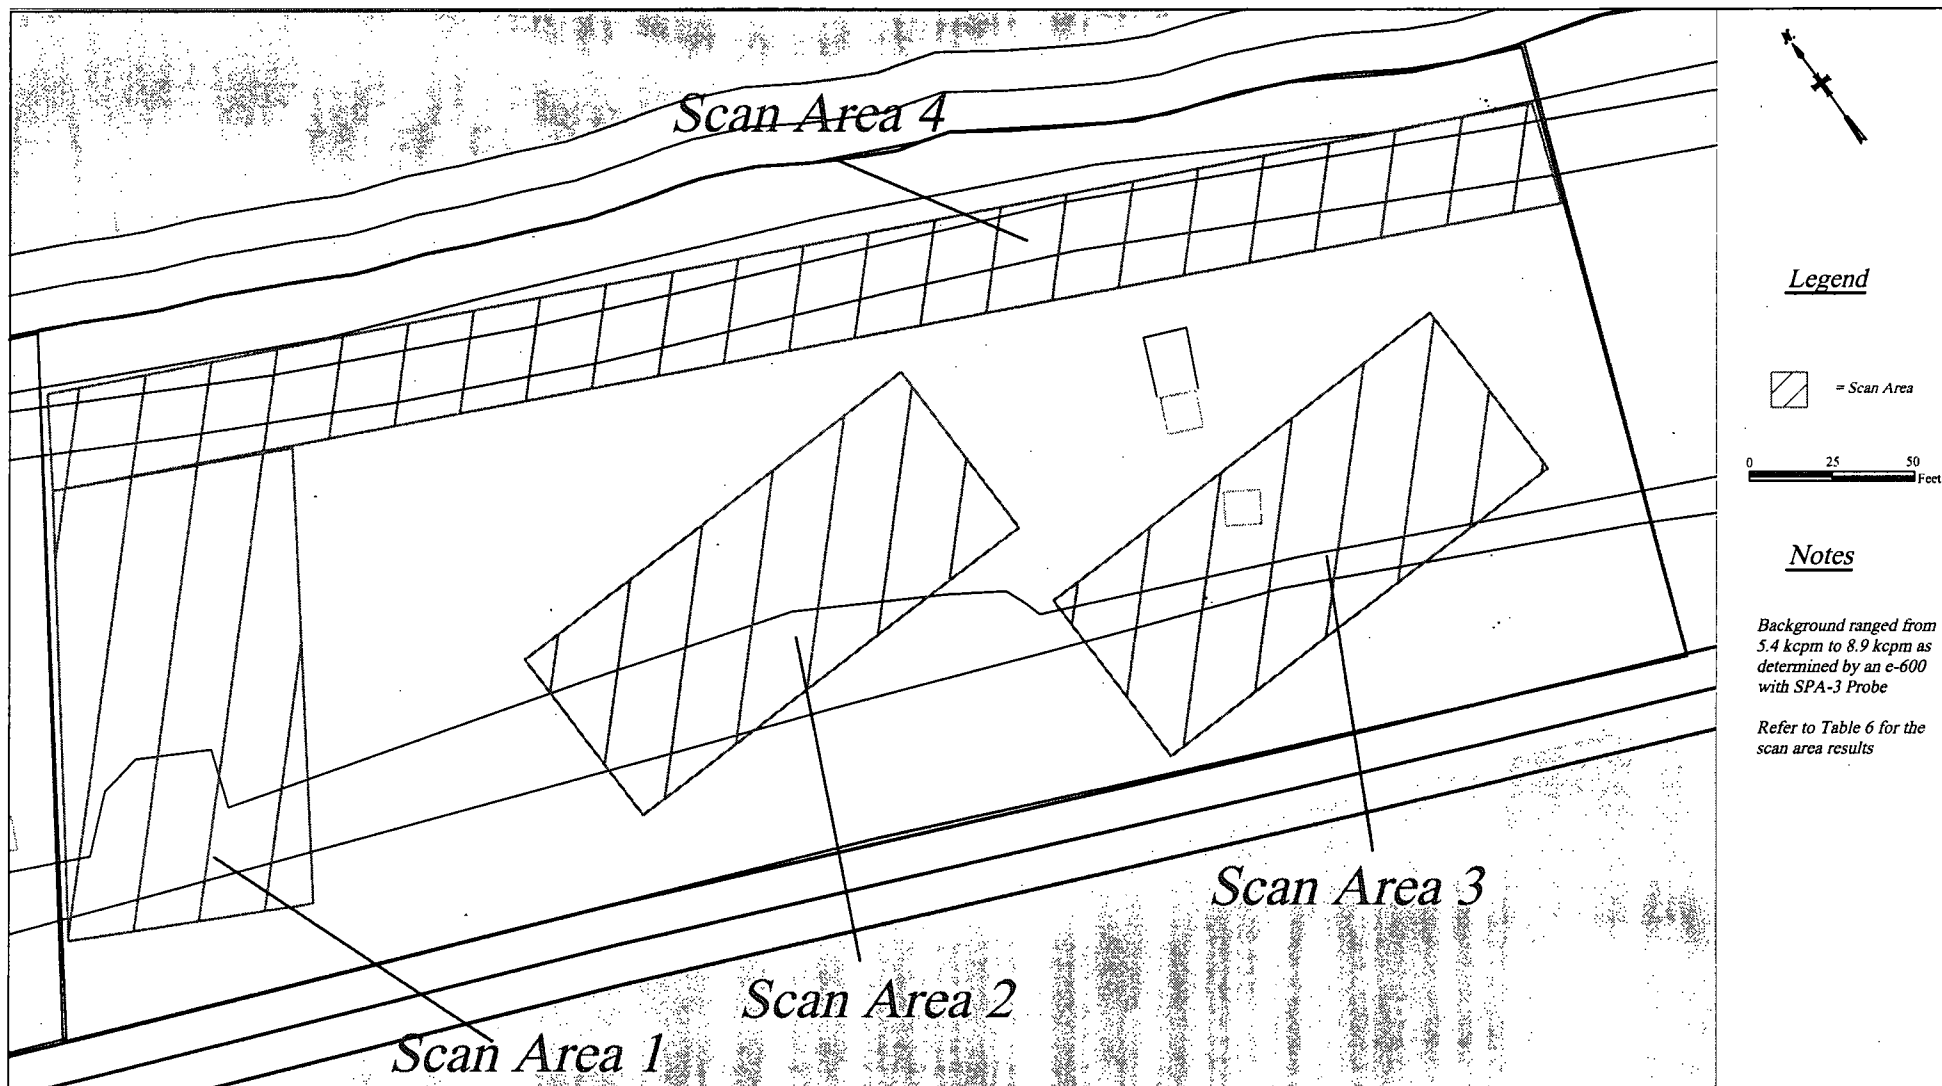 Scan Area 4
N
Legend
= Scan Area
0 25 50
Feet
Notes
Background ranged from
5.4 kcpm to 8.9 kcpm as
determined by an e-600
with SPA-3 Probe
Refer to Table 6 for the
scan area results
Scan Area 3
Scan Area 2
Scan Area 1